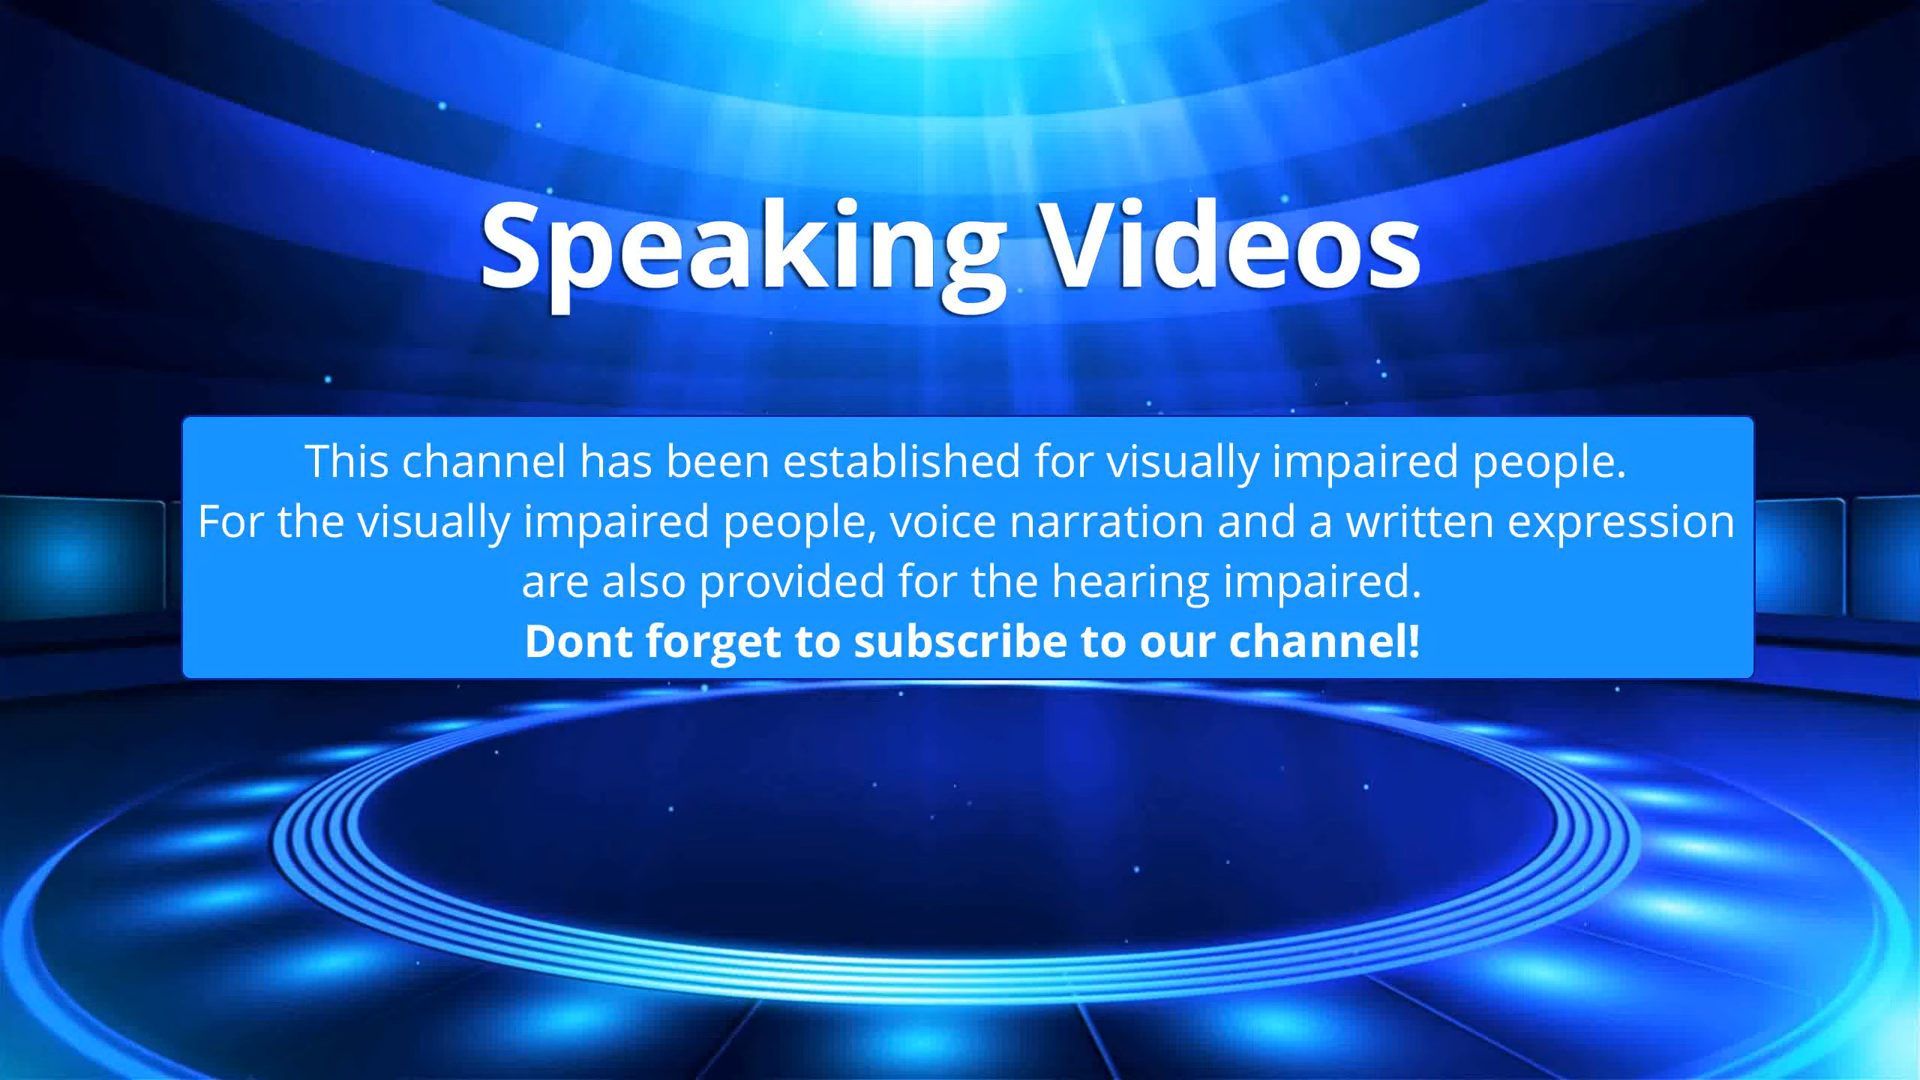 Speaking Videos
This channel has been established for visually impaired people.
For the visually impaired people, voice narration and a written expression
are also provided for the hearing impaired.
Dont forget to subscribe to our channel!